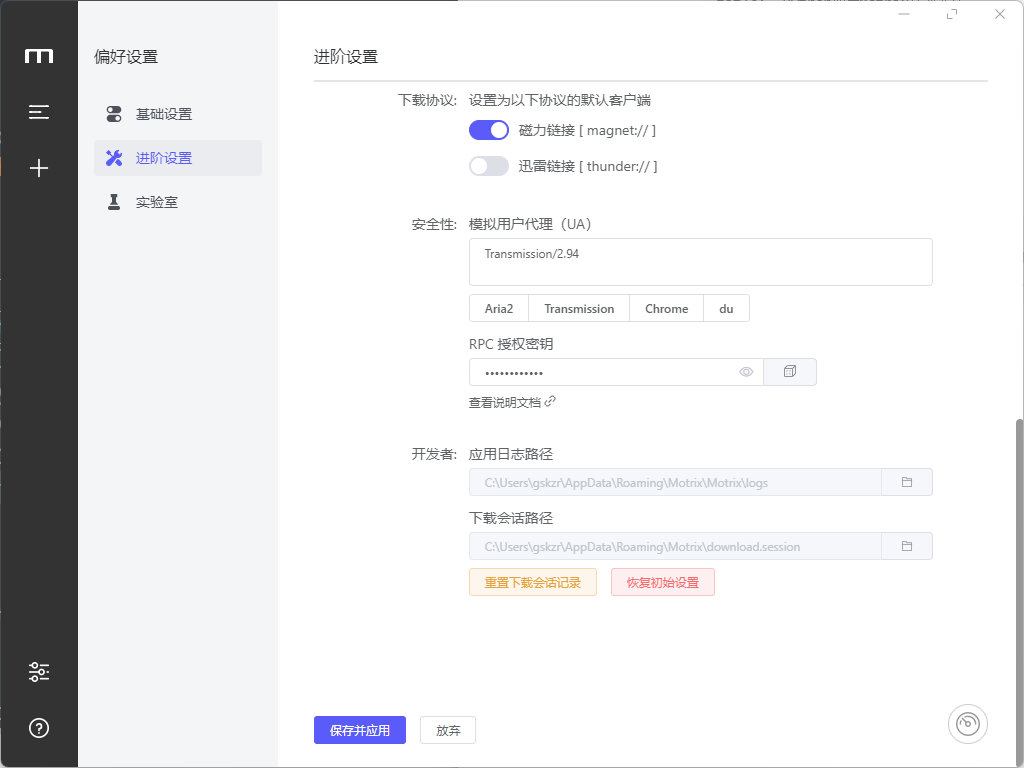 偏好设置
基础设置
进阶设置
实验室
进阶设置
下载协议: 设置为以下协议的默认客户端
磁力链接 [ magnet:// ]
迅雷链接 [ thunder:// ]
安全性: 模拟用户代理（UA）
Transmission/2.94
Aria2 Transmission Chrome du
RPC 授权密钥
••••••••••••
查看说明文档
开发者: 应用日志路径
C:\Users\gskzr\AppData\Roaming\Motrix\Motrix\logs
下载会话路径
C:\Users\gskzr\AppData\Roaming\Motrix\download.session
重置下载会话记录 恢复初始设置
保存并应用 放弃